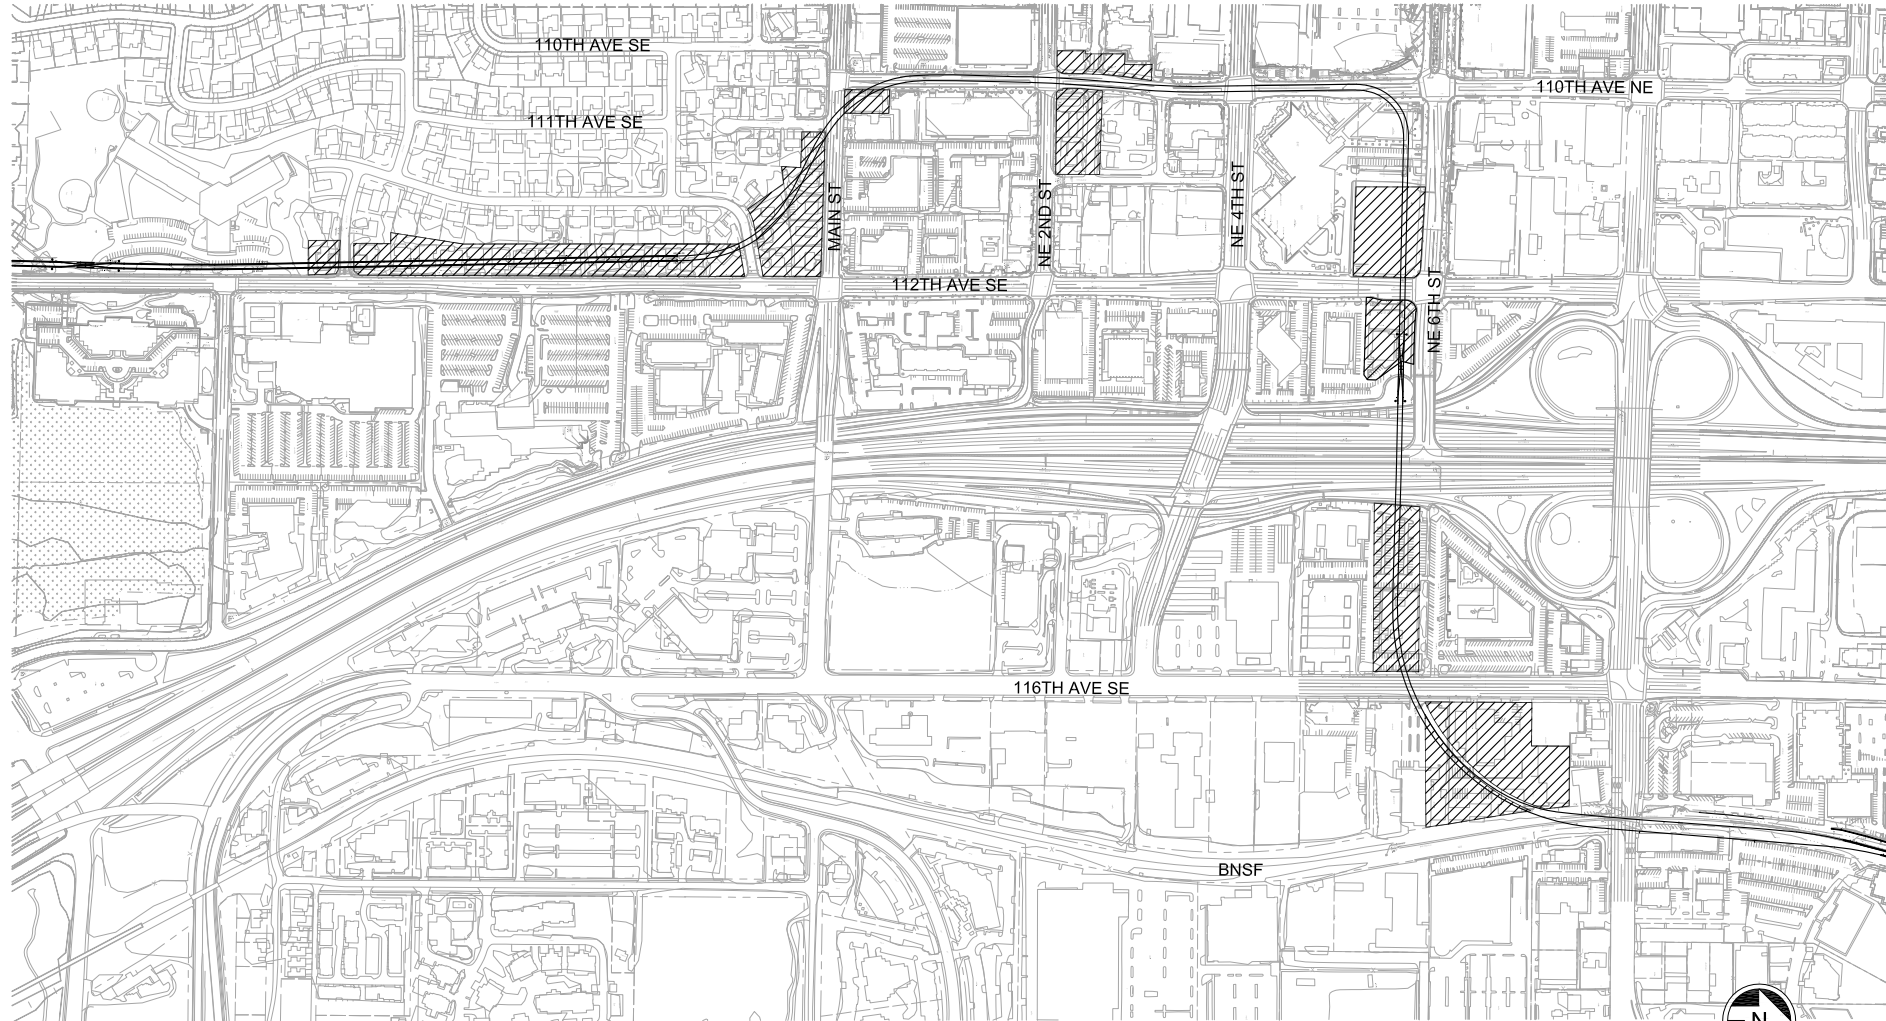 110TH AVE SE
110TH AVE NE
111TH AVE SE
MAIN ST
NE 2ND ST
NE 4TH ST
112TH AVE SE
NE 6TH ST
116TH AVE SE
BNSF
N